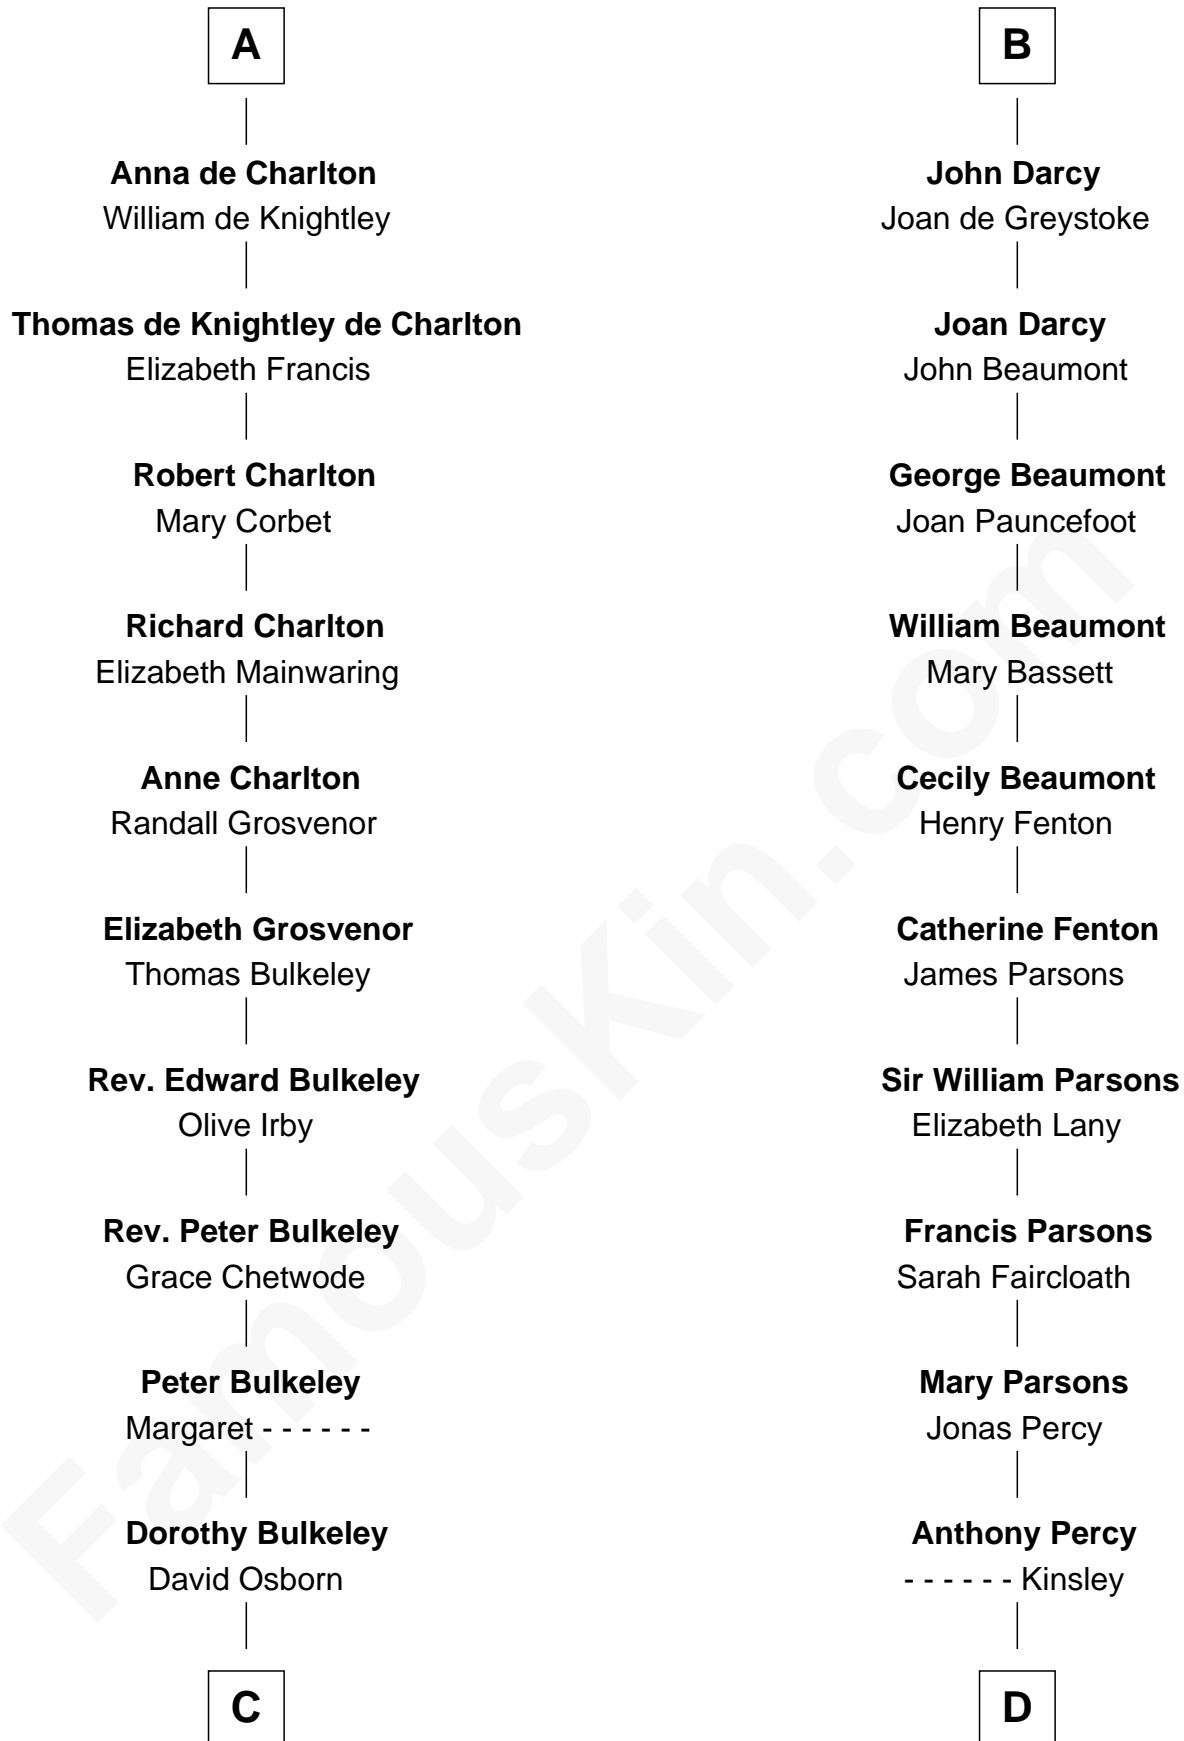 A
Anna de Charlton
William de Knightley
Thomas de Knightley de Charlton
Elizabeth Francis
Robert Charlton
Mary Corbet
Richard Charlton
Elizabeth Mainwaring
Anne Charlton
Randall Grosvenor
Elizabeth Grosvenor
Thomas Bulkeley
Rev. Edward Bulkeley
Olive Irby
Rev. Peter Bulkeley
Grace Chetwode
Peter Bulkeley
Margaret - - - - - -
Dorothy Bulkeley
David Osborn
C
B
John Darcy
Joan de Greystoke
Joan Darcy
John Beaumont
George Beaumont
Joan Pauncefoot
William Beaumont
Mary Bassett
Cecily Beaumont
Henry Fenton
Catherine Fenton
James Parsons
Sir William Parsons
Elizabeth Lany
Francis Parsons
Sarah Faircloath
Mary Parsons
Jonas Percy
Anthony Percy
- - - - - - Kinsley
D
FamousKin.com